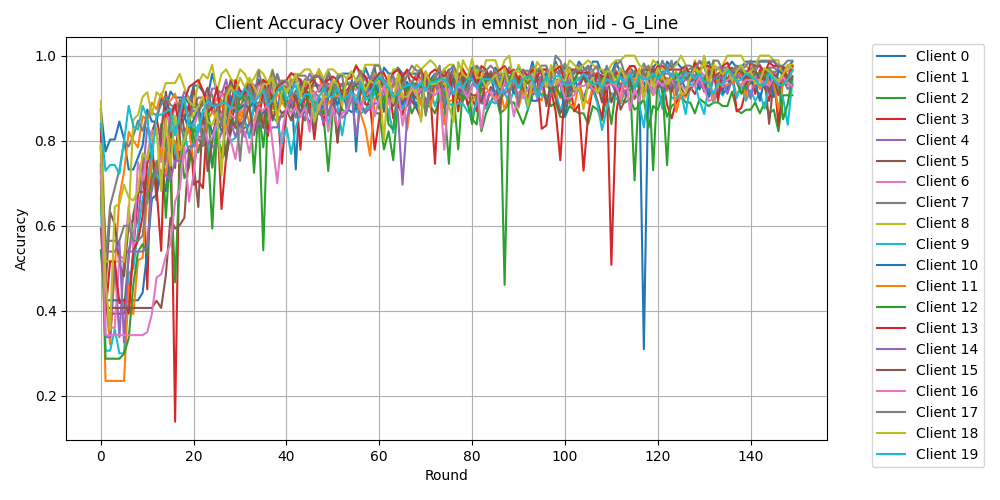 Client Accuracy Over Rounds in emnist_non_iid - G_Line
Accuracy
1.0
0.8
0.6
0.4
0.2
0 20 40 60 80 100 120 140
Round
Client 0
Client 1
Client 2
Client 3
Client 4
Client 5
Client 6
Client 7
Client 8
Client 9
Client 10
Client 11
Client 12
Client 13
Client 14
Client 15
Client 16
Client 17
Client 18
Client 19